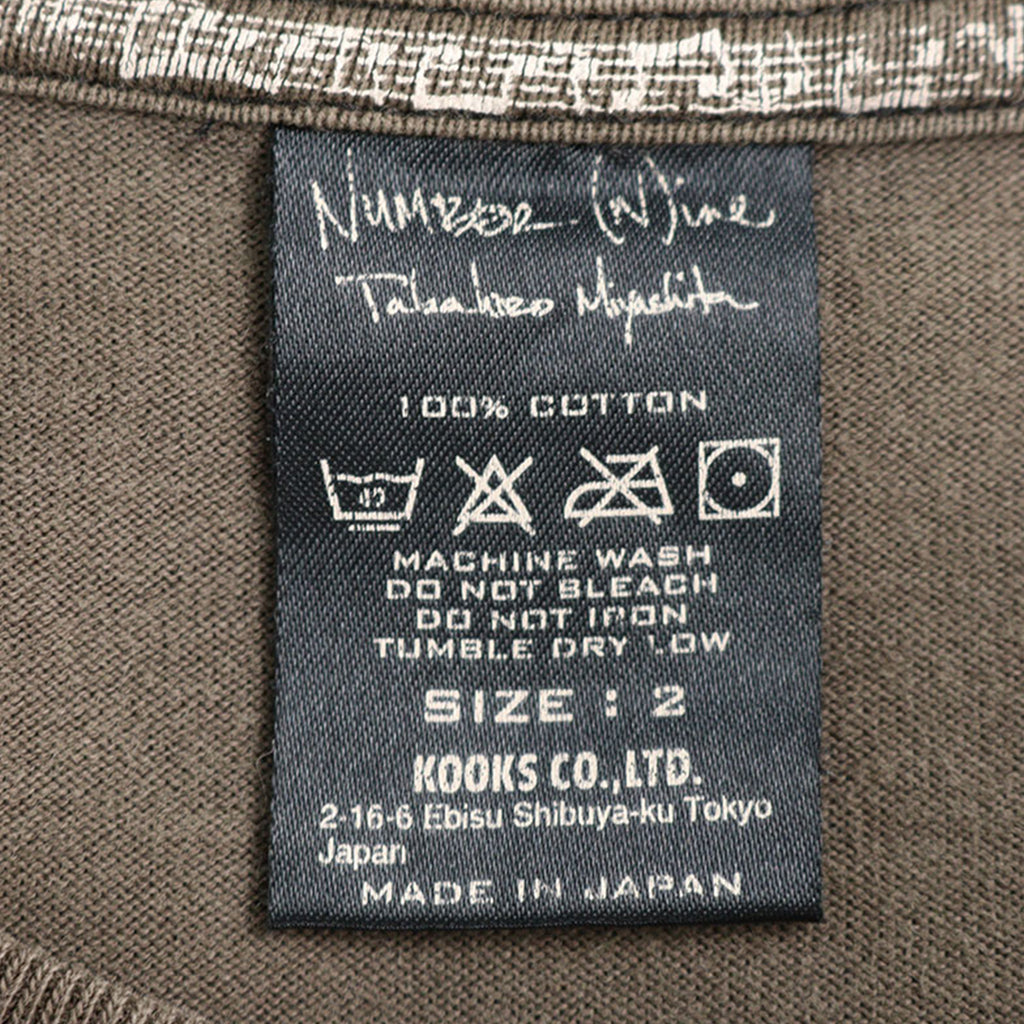 NUMBER (N)ine
Takahiro Miyashita
100% COTTON
40
MACHINE WASH
DO NOT BLEACH
DO NOT IRON
TUMBLE DRY LOW
SIZE : 2
KOOKS CO.,LTD.
2-16-6 Ebisu Shibuya-ku Tokyo
Japan
MADE IN JAPAN